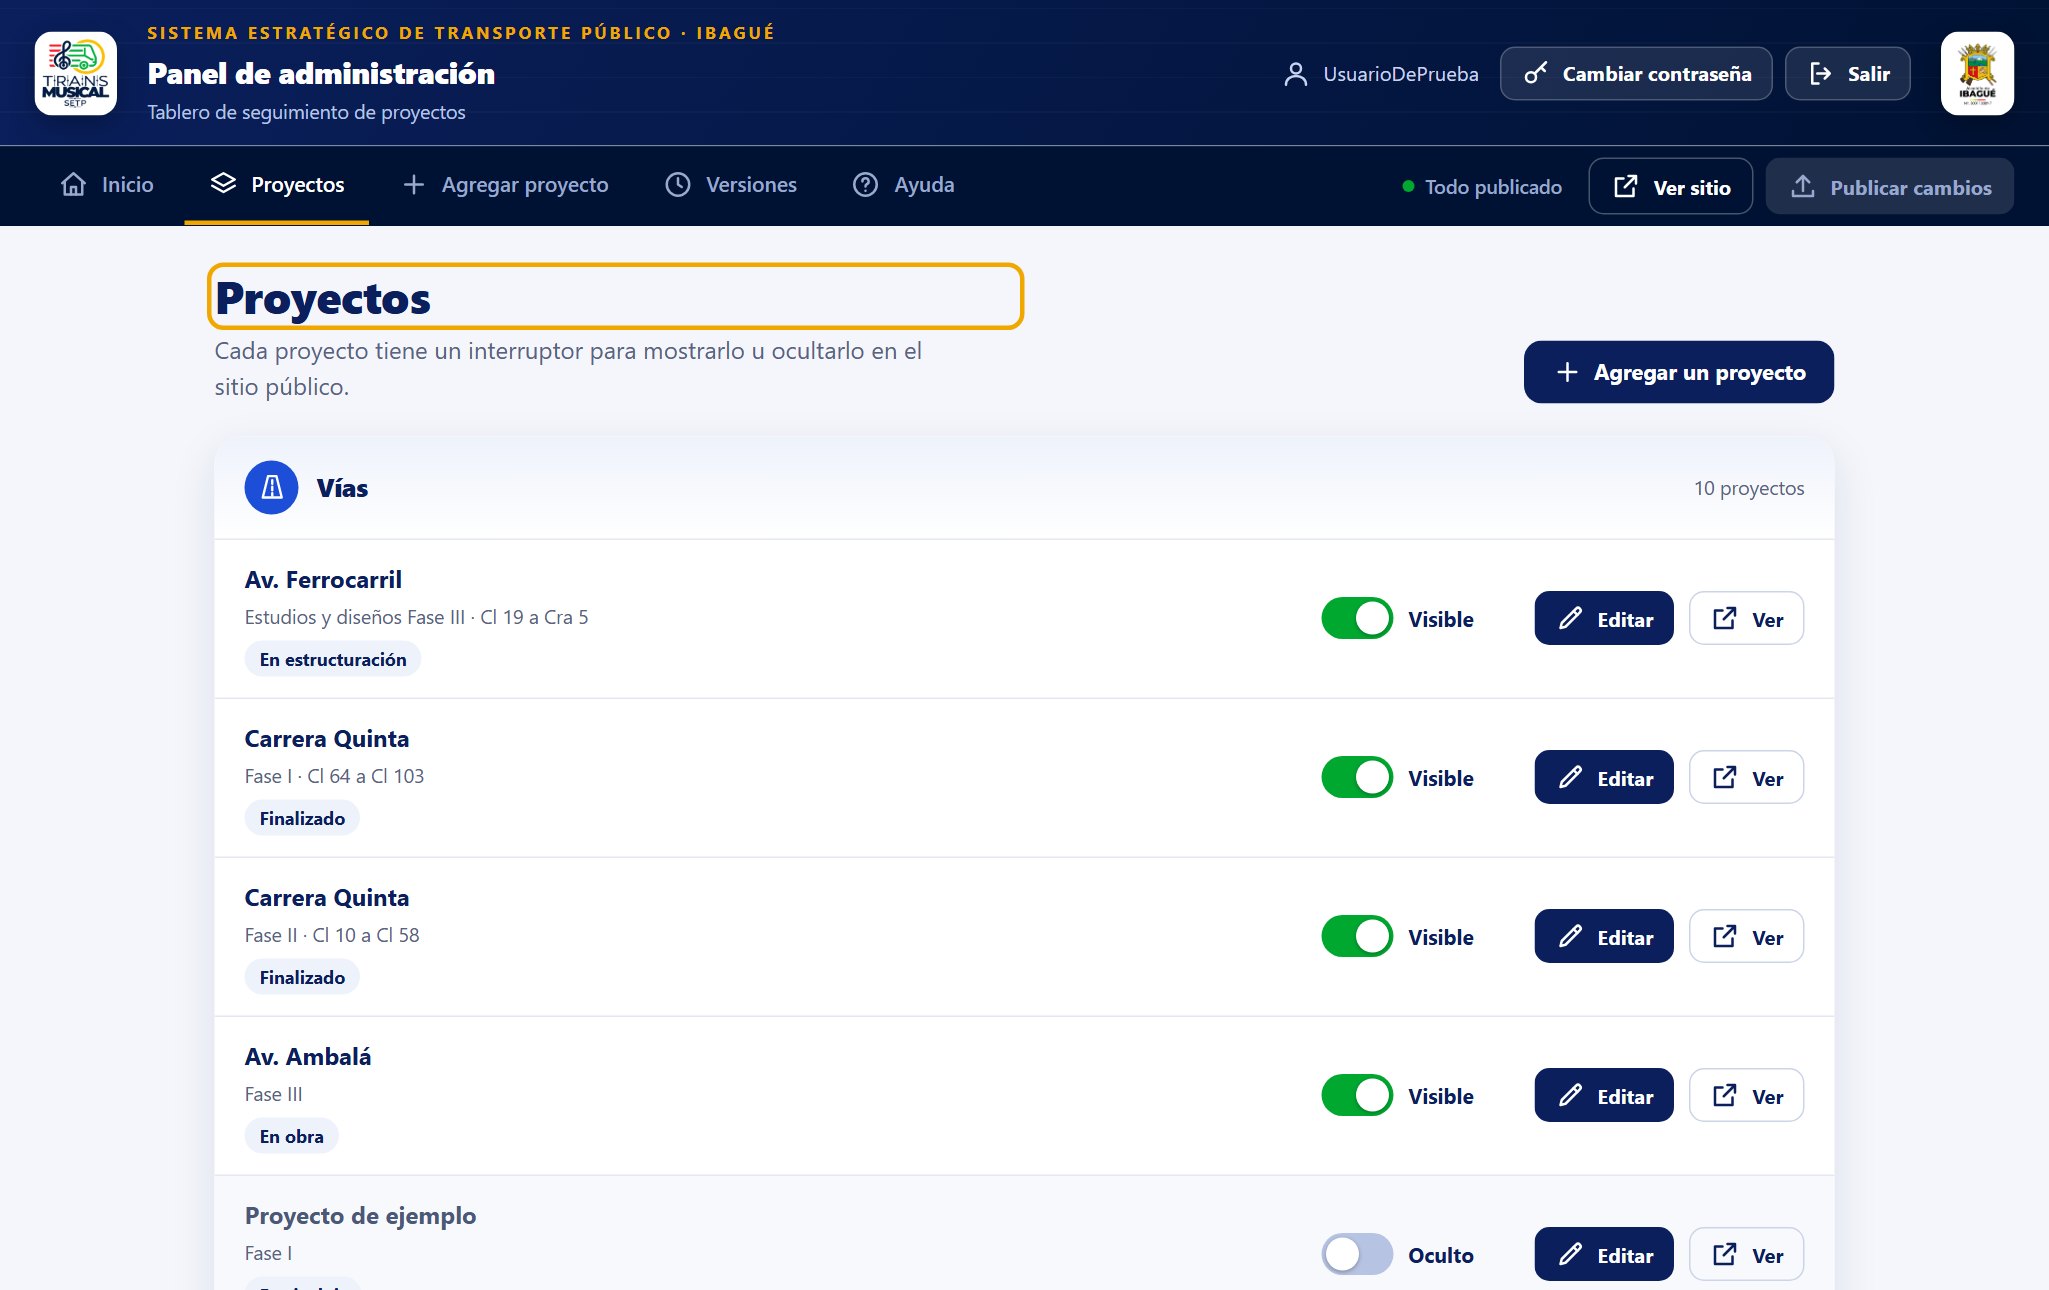 SISTEMA ESTRATÉGICO DE TRANSPORTE PÚBLICO · IBAGUÉ
TRANS
MUSICAL
SETP
Panel de administración
Tablero de seguimiento de proyectos
UsuarioDePrueba
Cambiar contraseña
Salir
IBAGUÉ
Inicio
Proyectos
Agregar proyecto
Versiones
Ayuda
Todo publicado
Ver sitio
Publicar cambios
Proyectos
Cada proyecto tiene un interruptor para mostrarlo u ocultarlo en el
sitio público.
Agregar un proyecto
Vías
10 proyectos
Av. Ferrocarril
Estudios y diseños Fase III · Cl 19 a Cra 5
En estructuración
Visible
Editar
Ver
Carrera Quinta
Fase I · Cl 64 a Cl 103
Finalizado
Visible
Editar
Ver
Carrera Quinta
Fase II · Cl 10 a Cl 58
Finalizado
Visible
Editar
Ver
Av. Ambalá
Fase III
En obra
Visible
Editar
Ver
Proyecto de ejemplo
Fase I
Oculto
Editar
Ver